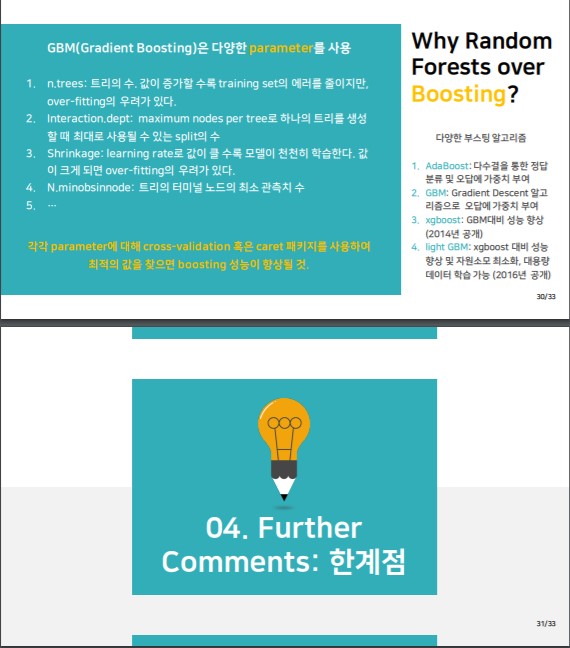 GBM(Gradient Boosting)은 다양한 parameter를 사용
1. n.trees: 트리의 수. 값이 증가할 수록 training set의 에러를 줄이지만,
over-fitting의 우려가 있다.
2. Interaction.dept: maximum nodes per tree로 하나의 트리를 생성
할 때 최대로 사용될 수 있는 split의 수
3. Shrinkage: learning rate로 값이 클 수록 모델이 천천히 학습한다. 값
이 크게 되면 over-fitting의 우려가 있다.
4. N.minobsinnode: 트리의 터미널 노드의 최소 관측치 수
5. …
각각 parameter에 대해 cross-validation 혹은 caret 패키지를 사용하여
최적의 값을 찾으면 boosting 성능이 향상될 것.
Why Random
Forests over
Boosting?
다양한 부스팅 알고리즘
1. AdaBoost: 다수결을 통한 정답
분류 및 오답에 가중치 부여
2. GBM: Gradient Descent 알고
리즘으로 오답에 가중치 부여
3. xgboost: GBM대비 성능 향상
(2014년 공개)
4. light GBM: xgboost 대비 성능
향상 및 자원소모 최소화, 대용량
데이터 학습 가능 (2016년 공개)
30/33
04. Further
Comments: 한계점
31/33